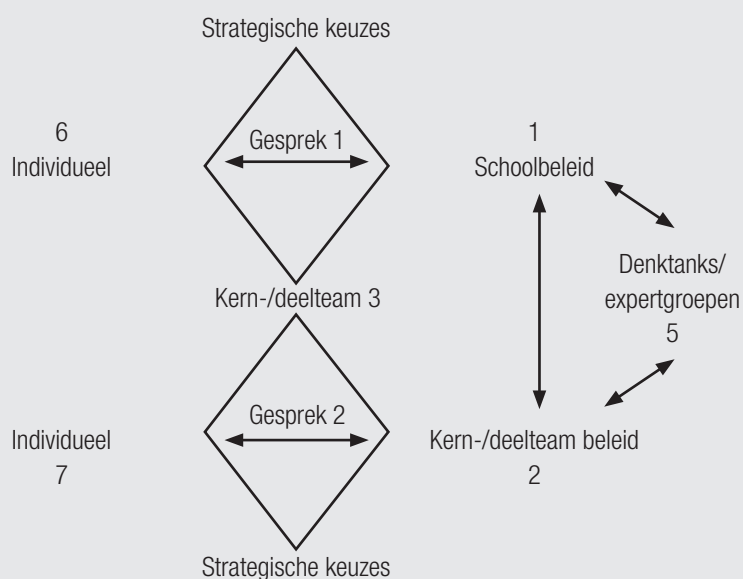 Strategische keuzes
6
Individueel
Gesprek 1
1
Schoolbeleid
Denktanks/
expertgroepen
5
Kern-/deelteam 3
Individueel
7
Gesprek 2
Kern-/deelteam beleid
2
Strategische keuzes